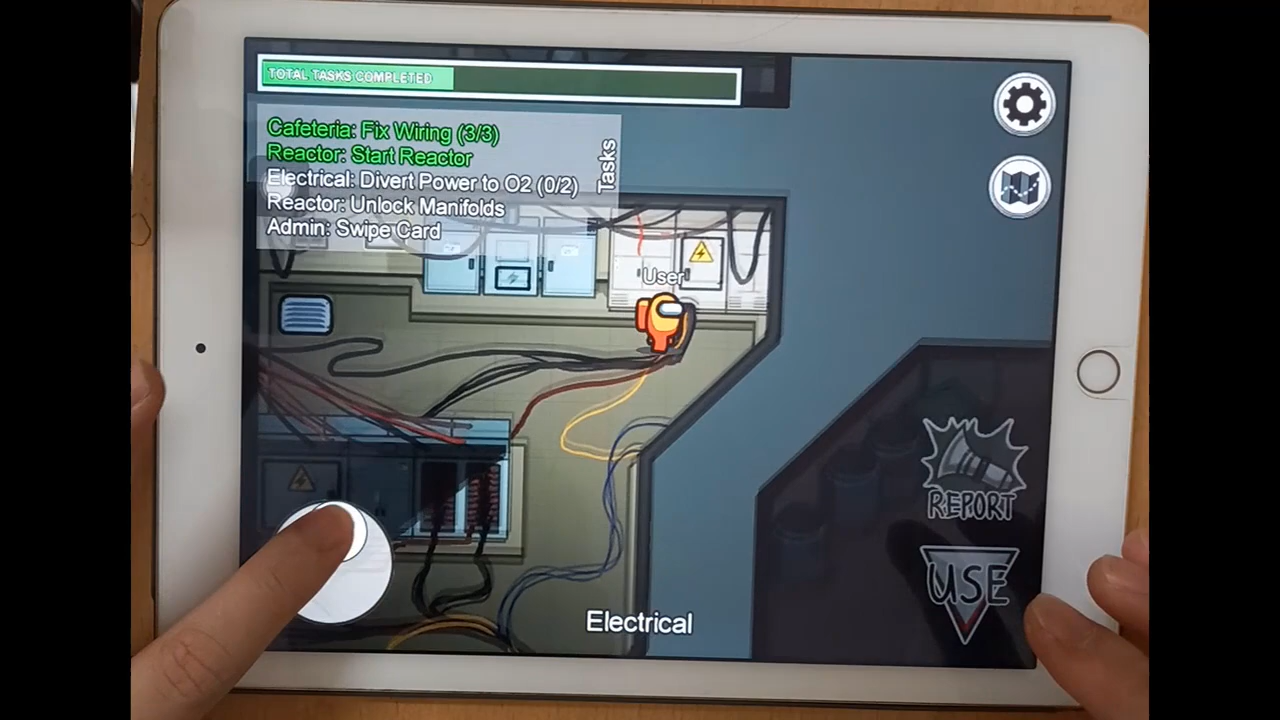 TOTAL TASKS COMPLETED
Cafeteria: Fix Wiring (3/3)
Reactor: Start Reactor
Electrical: Divert Power to O2 (0/2)
Reactor: Unlock Manifolds
Admin: Swipe Card
Tasks
User
REPORT
USE
Electrical